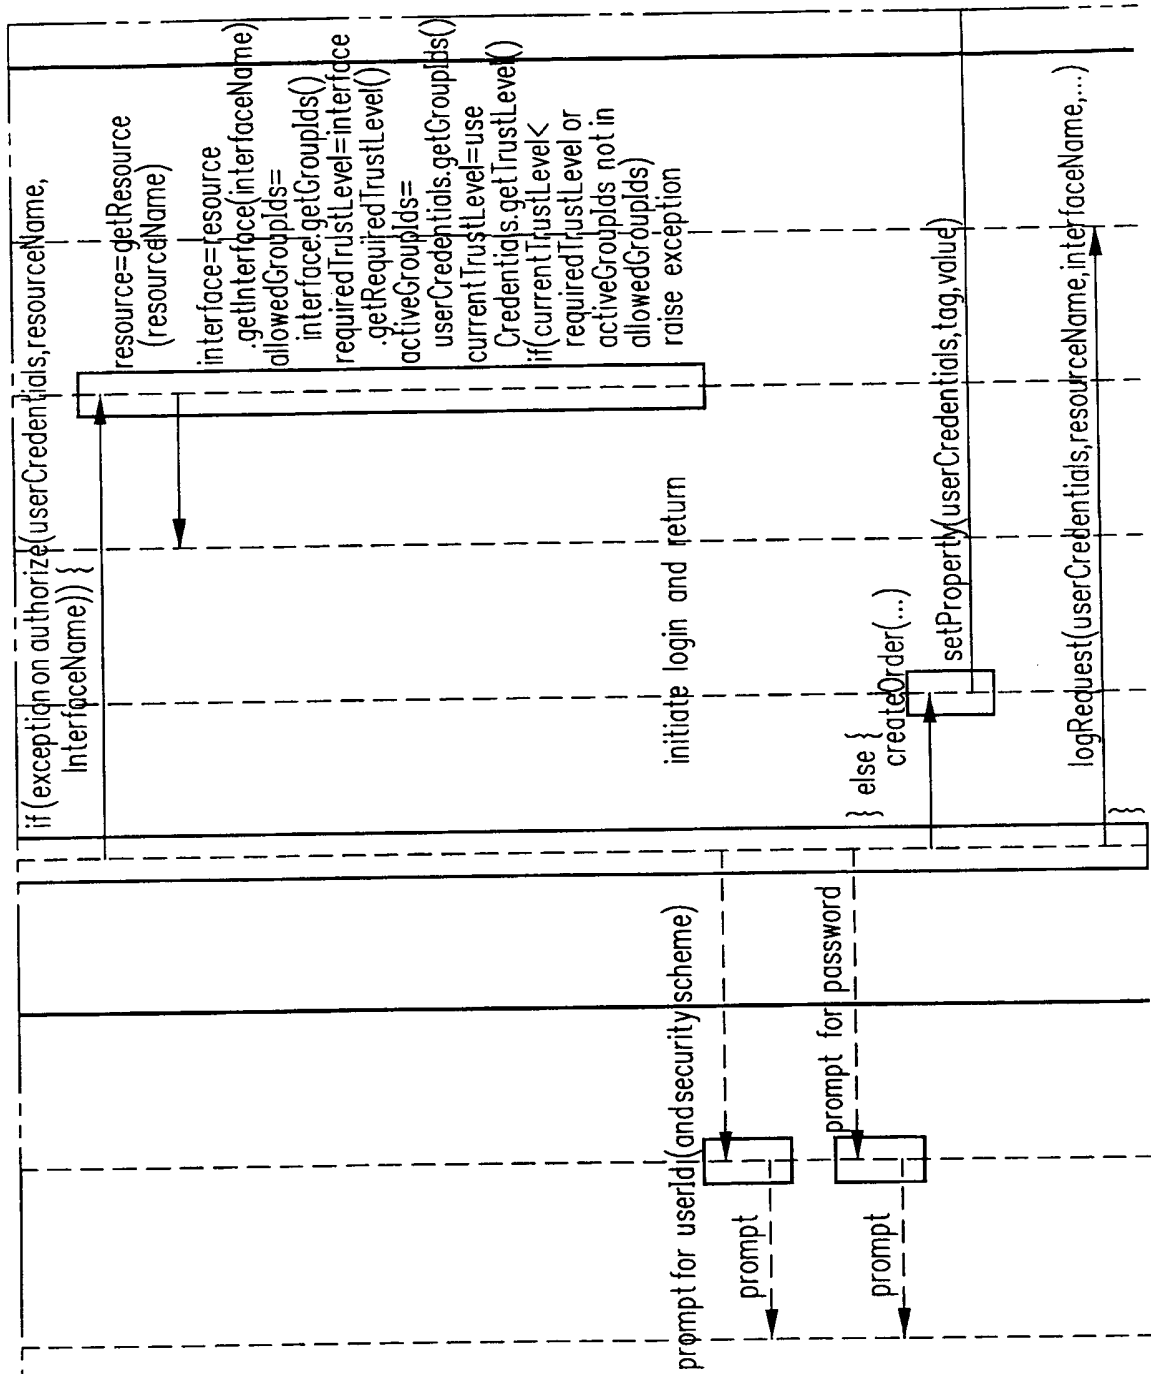 if (exception on authorize(userCredentials,resourceName,
InterfaceName)) {
resource=getResource
(resourceName)
interface=resource
.getInterface(interfaceName)
allowedGroupIds=
interface.getGroupIds()
requiredTrustLevel=interface
.getRequiredTrustLevel()
activeGroupIds=
userCredentials.getGroupIds()
currentTrustLevel=use
Credentials.getTrustLevel()
if(currentTrustLevel<
requiredTrustLevel or
activeGroupIds not in
allowedGroupIds)
raise exception
initiate login and return
prompt for userId (and security scheme)
prompt
prompt for password
prompt
} else {
createOrder(...)
setProperty(userCredentials,tag,value)
logRequest(userCredentials,resourceName,interfaceName,...)
}